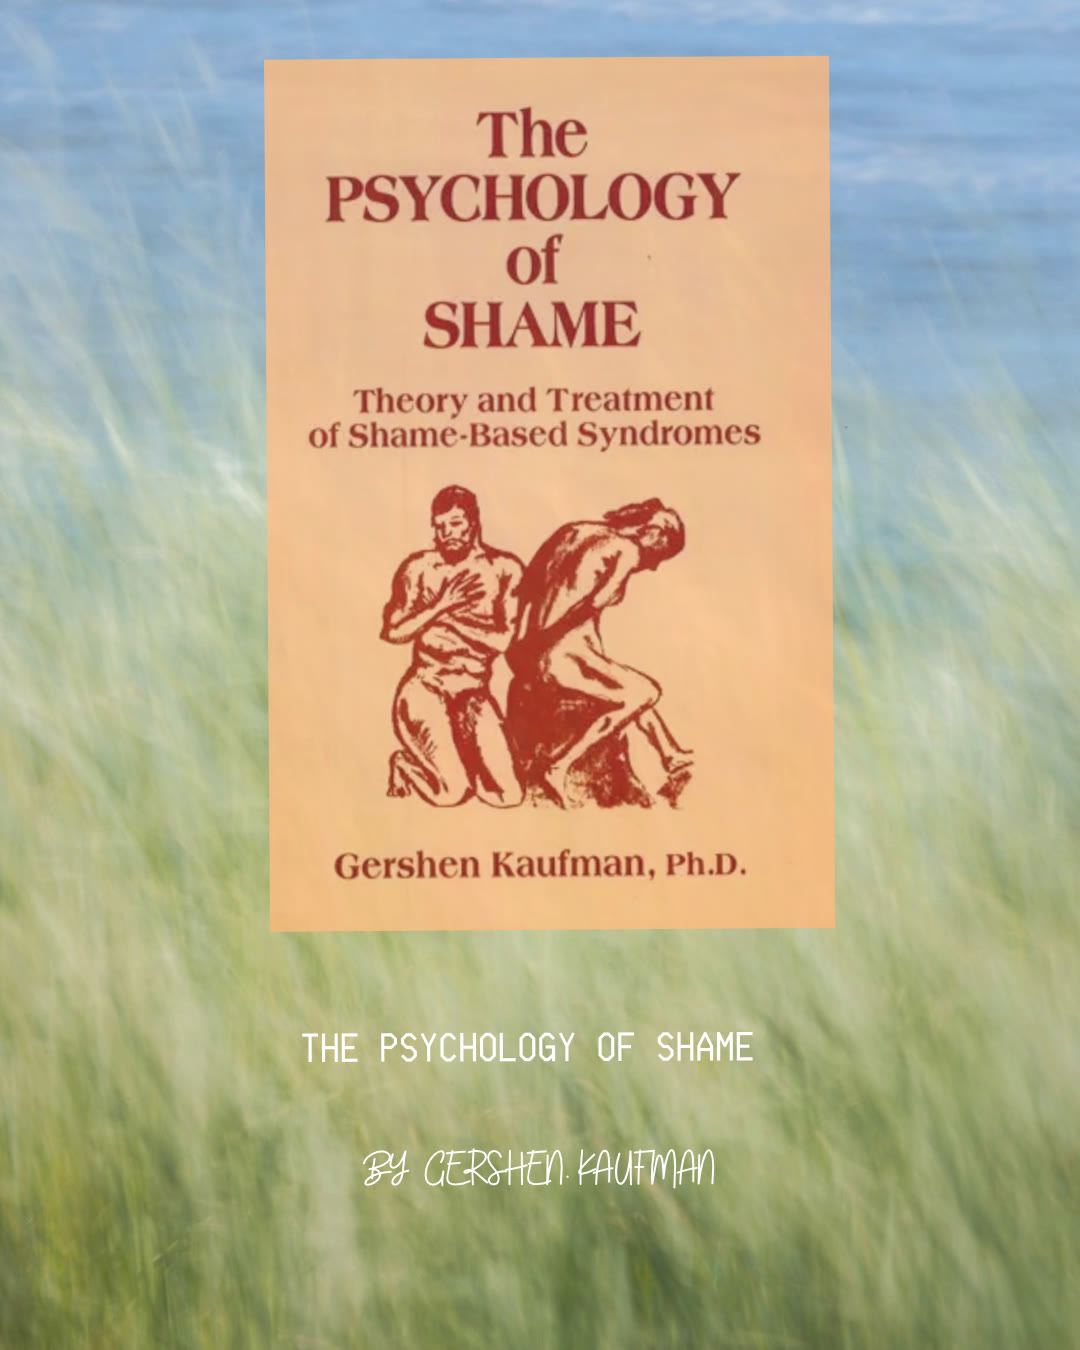 The
PSYCHOLOGY
of
SHAME
Theory and Treatment
of Shame-Based Syndromes
Gershen Kaufman, Ph.D.
THE PSYCHOLOGY OF SHAME
BY GERSHEN. KAUFMAN